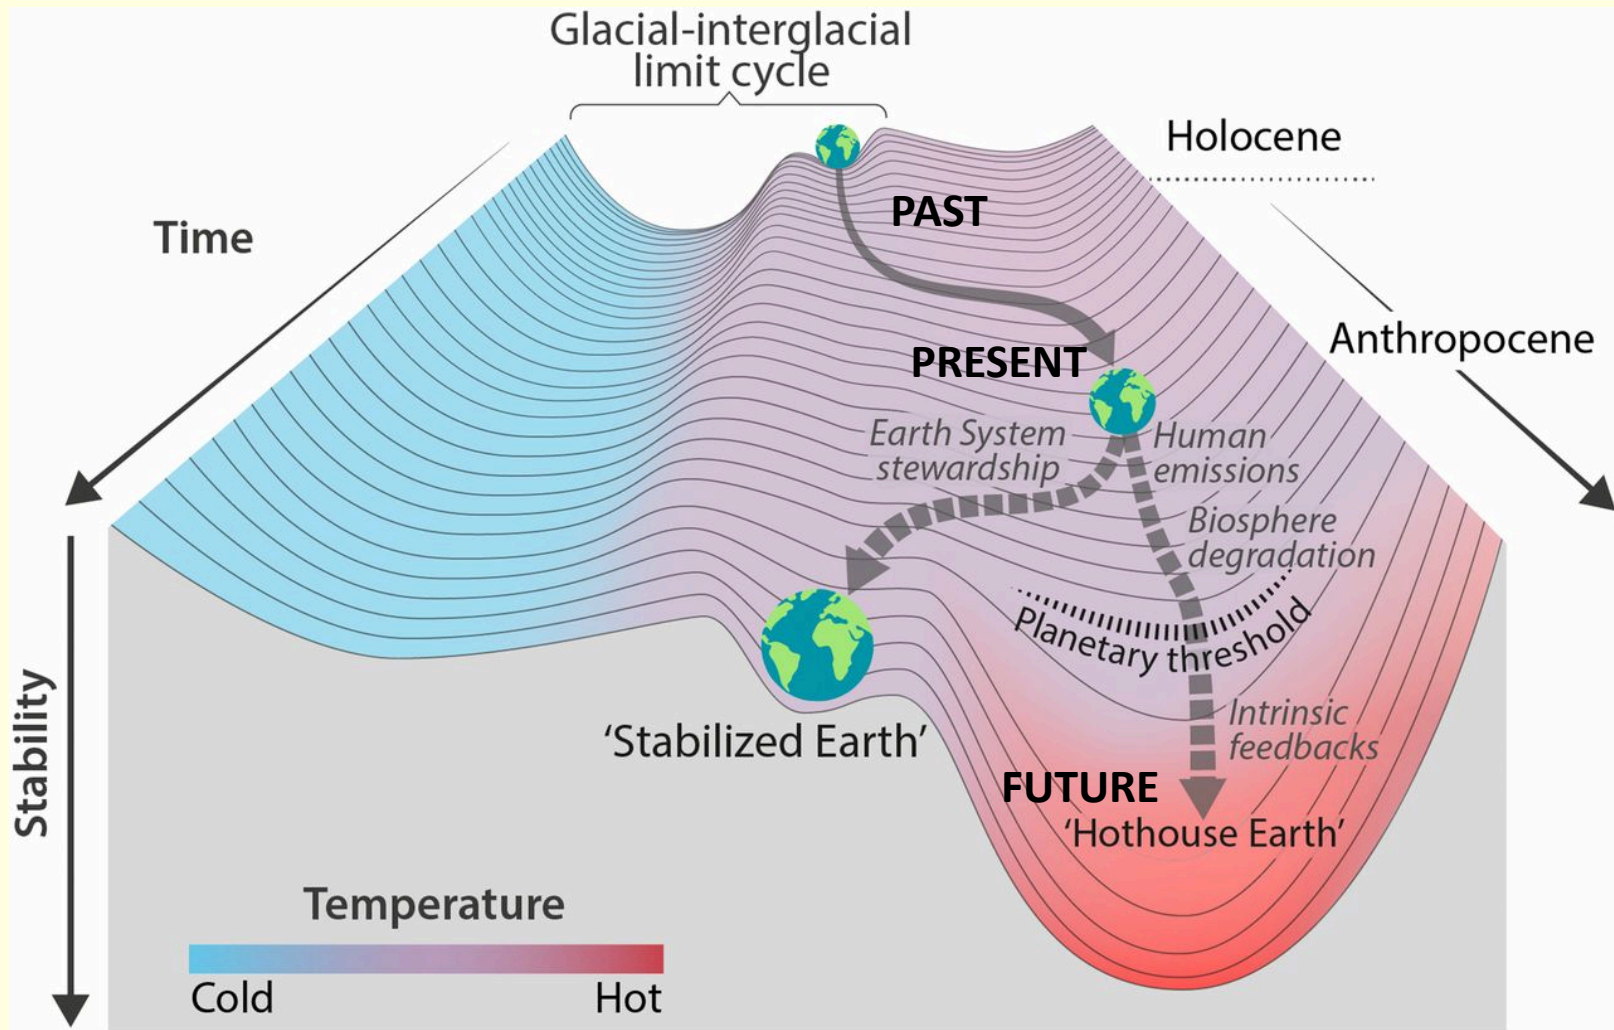 Glacial-interglacial
limit cycle
Holocene
PAST
Time
Anthropocene
PRESENT
Earth System
stewardship
Human
emissions
Biosphere
degradation
Planetary threshold
Stability
'Stabilized Earth'
Intrinsic
feedbacks
FUTURE
'Hothouse Earth'
Temperature
Cold
Hot